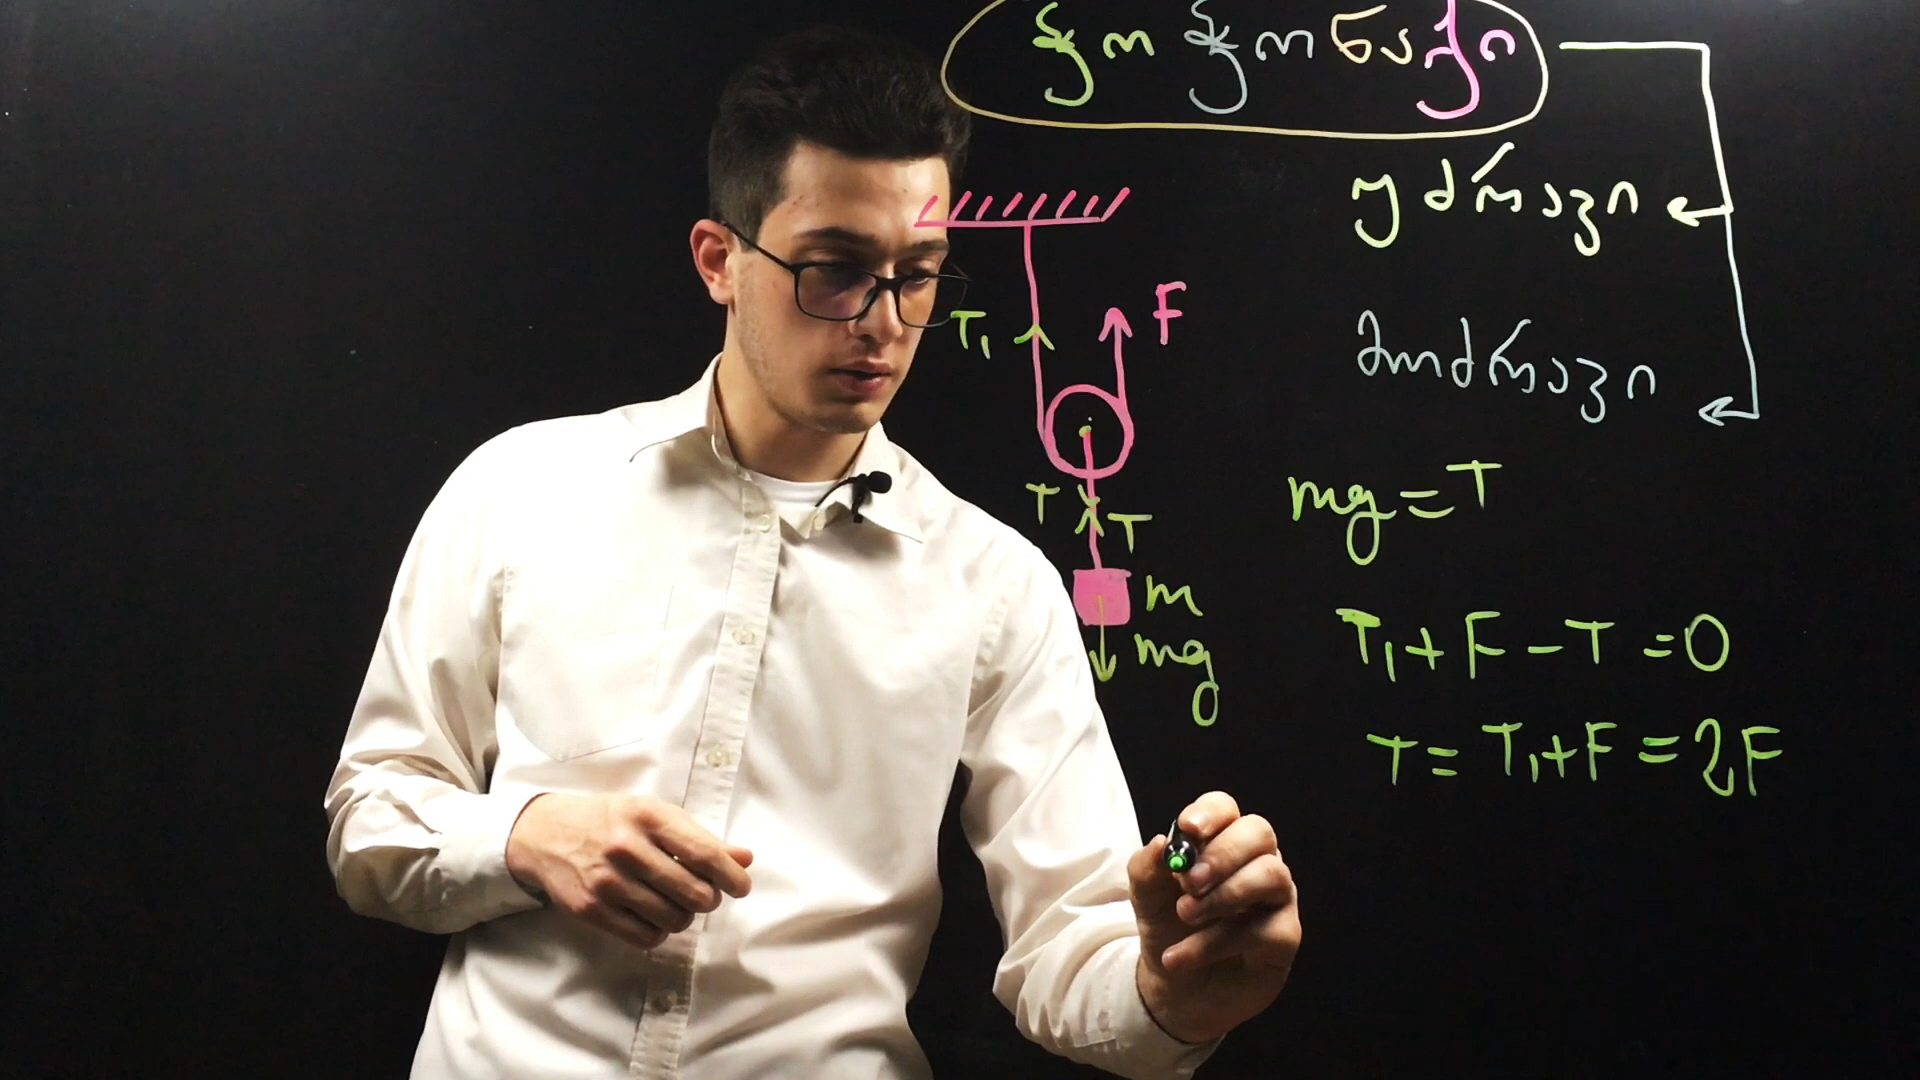 ჭოჭონაქი
უძრავი
მოძრავი
T₁
F
mg = T
T
T
m
mg
T₁ + F - T = 0
T = T₁ + F = 2F